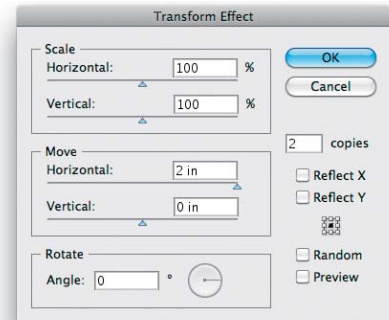 Transform Effect
Scale
Horizontal: 100 %
Vertical: 100 %
Move
Horizontal: 2 in
Vertical: 0 in
Rotate
Angle: 0 °
OK
Cancel
2 copies
Reflect X
Reflect Y
Random
Preview